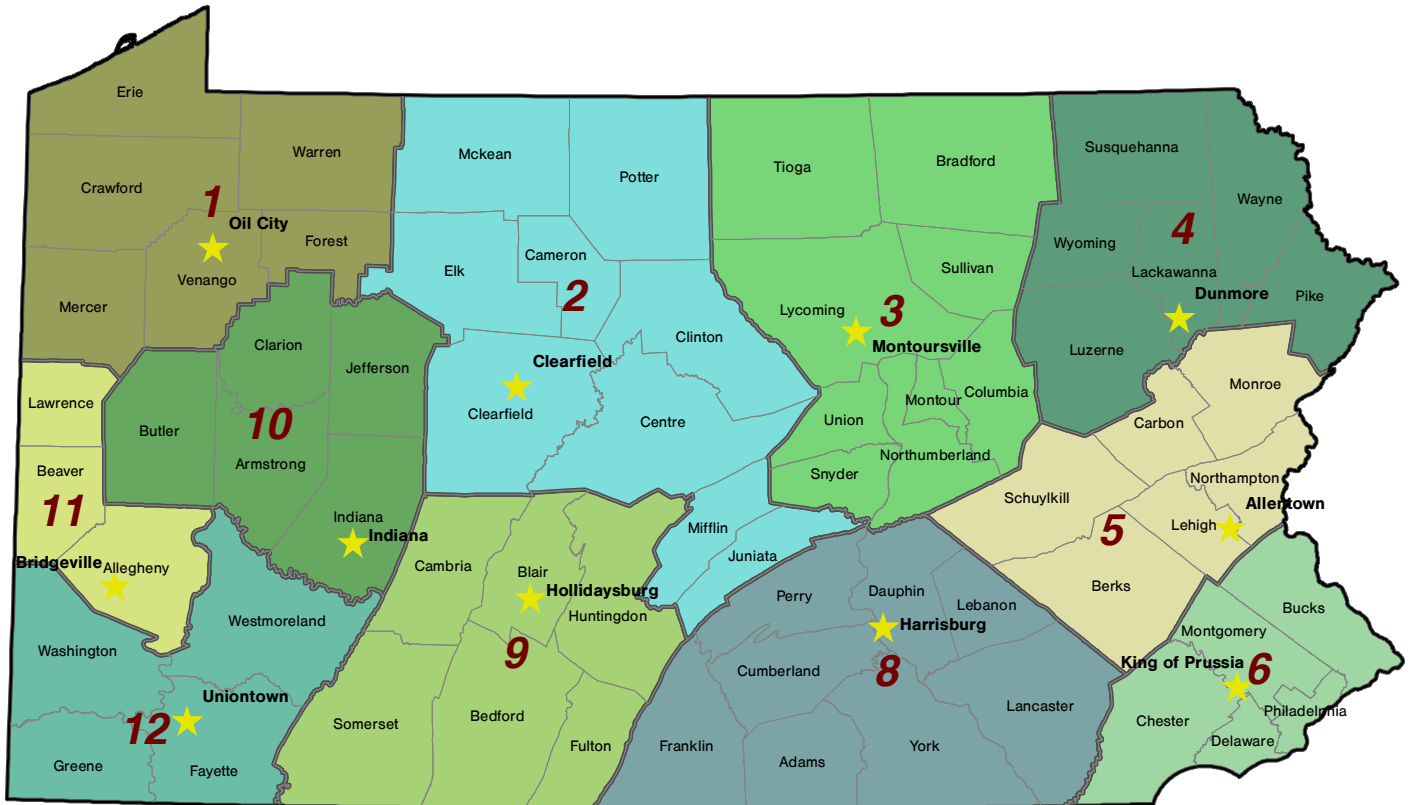 Erie
Warren
Crawford
1
Oil City
Forest
Venango
Mercer
Mckean
Potter
Elk
Cameron
2
Clinton
Clearfield
Clearfield
Centre
Mifflin
Juniata
Tioga
Bradford
Sullivan
Lycoming
3
Montoursville
Columbia
Montour
Union
Northumberland
Snyder
Susquehanna
Wayne
4
Wyoming
Lackawanna
Dunmore
Pike
Luzerne
Monroe
Carbon
Northampton
Schuylkill
Allentown
Lehigh
5
Berks
Clarion
Jefferson
10
Butler
Armstrong
Indiana
Indiana
Lawrence
Beaver
11
Bridgeville
Allegheny
Westmoreland
Washington
Uniontown
12
Greene
Fayette
Cambria
Blair
Hollidaysburg
Huntingdon
9
Somerset
Bedford
Fulton
Perry
Dauphin
Lebanon
Harrisburg
Cumberland
8
Lancaster
Franklin
York
Adams
Bucks
Montgomery
King of Prussia
6
Chester
Philadelphia
Delaware